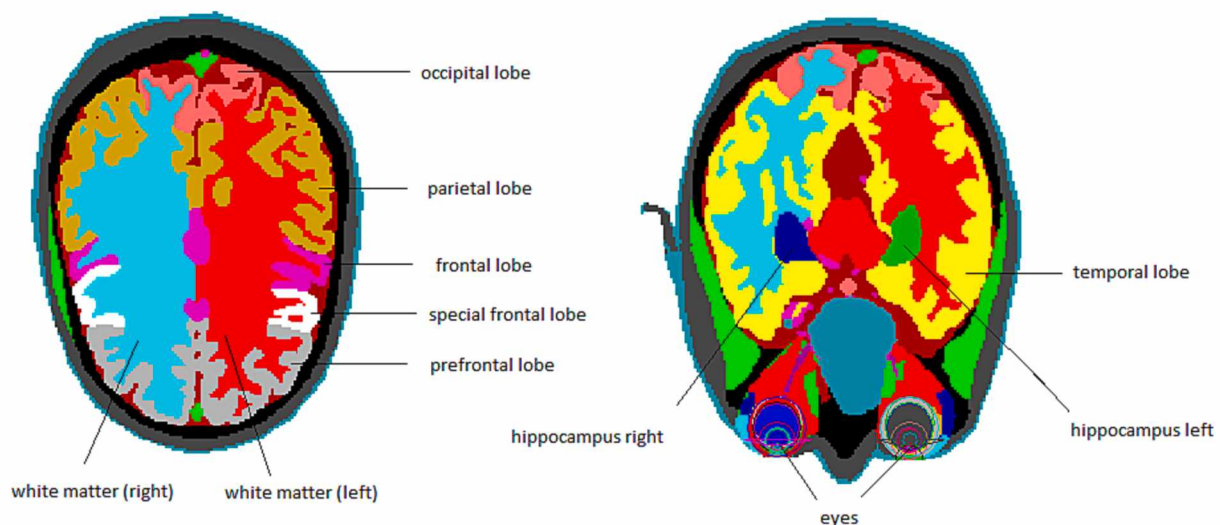 occipital lobe
parietal lobe
frontal lobe
special frontal lobe
prefrontal lobe
white matter (right)
white matter (left)
temporal lobe
hippocampus right
hippocampus left
eyes